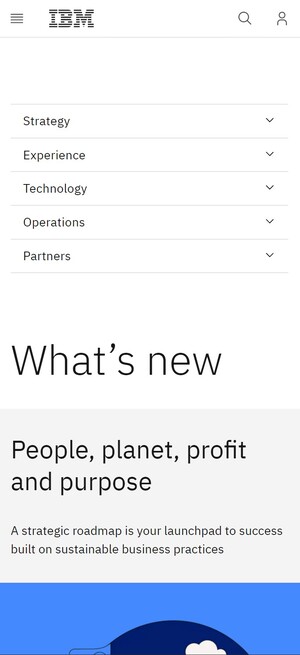 IBM
Strategy
Experience
Technology
Operations
Partners
What’s new
People, planet, profit
and purpose
A strategic roadmap is your launchpad to success
built on sustainable business practices